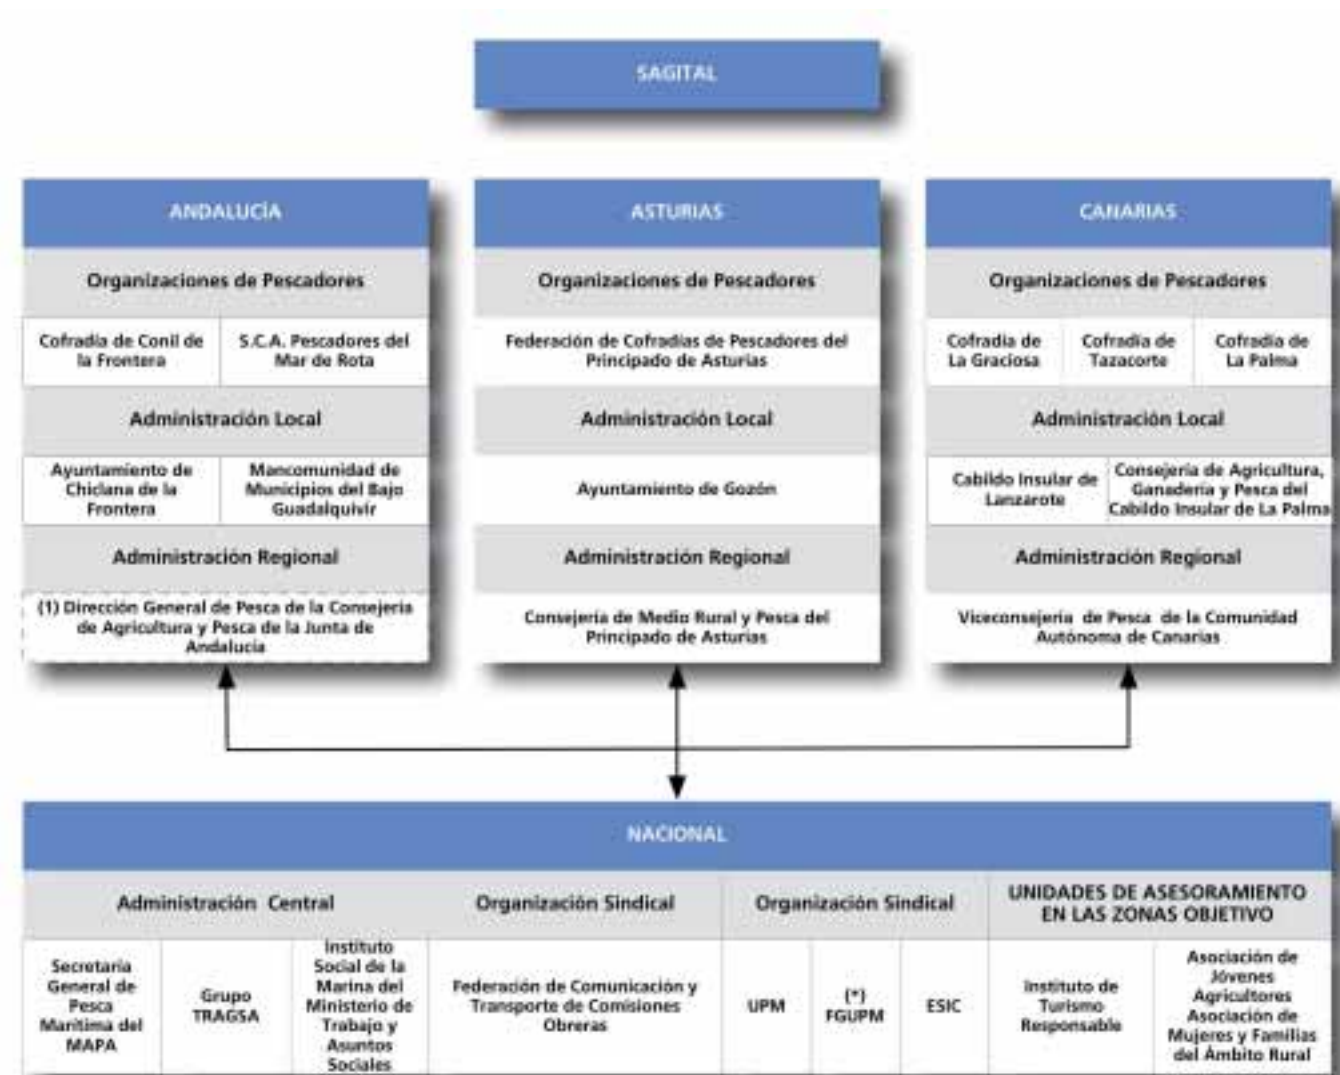 SAGITAL
ANDALUCÍA
Organizaciones de Pescadores
Cofradía de Conil de
la Frontera
S.C.A. Pescadores del
Mar de Rota
Administración Local
Ayuntamiento de
Chiclana de la
Frontera
Mancomunidad de
Municipios del Bajo
Guadalquivir
Administración Regional
(1) Dirección General de Pesca de la Consejería
de Agricultura y Pesca de la Junta de
Andalucía
ASTURIAS
Organizaciones de Pescadores
Federación de Cofradías de Pescadores del
Principado de Asturias
Administración Local
Ayuntamiento de Gozón
Administración Regional
Consejería de Medio Rural y Pesca del
Principado de Asturias
CANARIAS
Organizaciones de Pescadores
Cofradía de
La Graciosa
Cofradía de
Tazacorte
Cofradía de
La Palma
Administración Local
Cabildo Insular de
Lanzarote
Consejería de Agricultura,
Ganadería y Pesca del
Cabildo Insular de La Palma
Administración Regional
Viceconsejería de Pesca de la Comunidad
Autónoma de Canarias
NACIONAL
Administración Central
Secretaría
General de
Pesca
Marítima del
MAPA
Grupo
TRAGSA
Instituto
Social de la
Marina del
Ministerio de
Trabajo y
Asuntos
Sociales
Organización Sindical
Federación de Comunicación y
Transporte de Comisiones
Obreras
Organización Sindical
UPM
(*)
FGUPM
ESIC
UNIDADES DE ASESORAMIENTO
EN LAS ZONAS OBJETIVO
Instituto de
Turismo
Responsable
Asociación de
Jóvenes
Agricultores
Asociación de
Mujeres y Familias
del Ámbito Rural